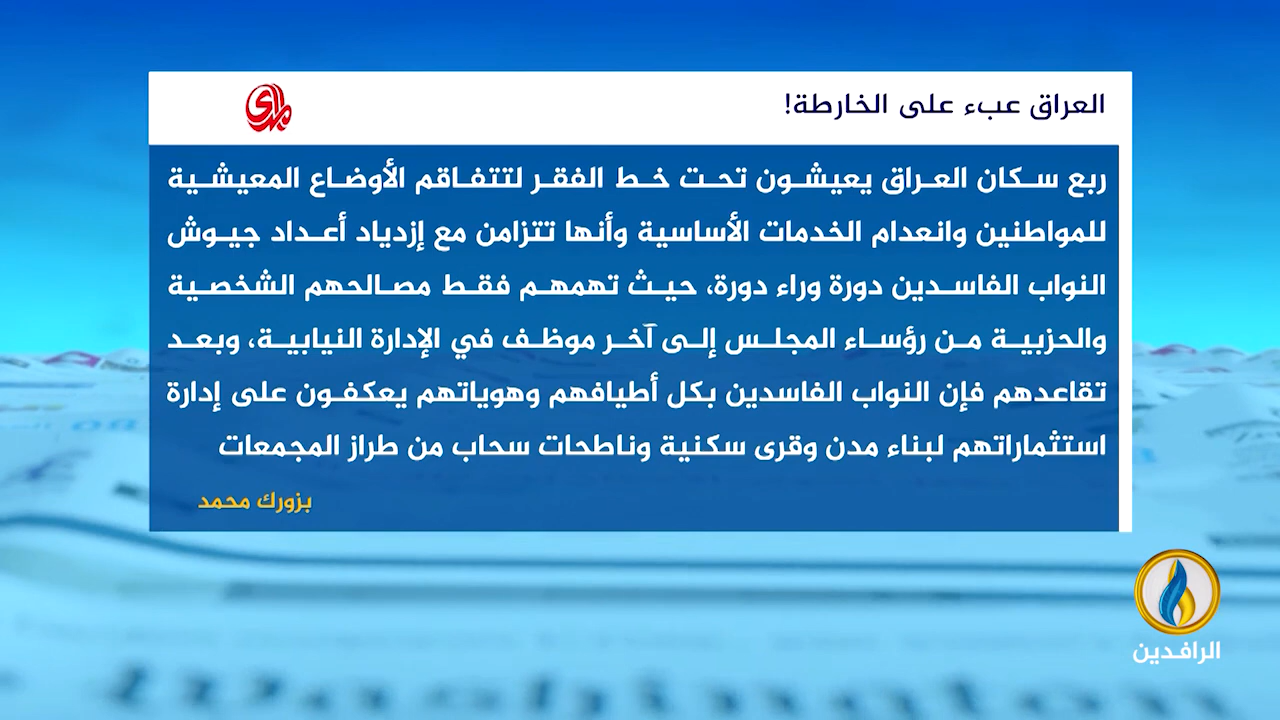 العراق عبء على الخارطة!
المدى
ربع سكان العراق يعيشون تحت خط الفقر لتتفاقم الأوضاع المعيشية
للمواطنين وانعدام الخدمات الأساسية وأنها تتزامن مع إزدياد أعداد جيوش
النواب الفاسدين دورة وراء دورة، حيث تهمهم فقط مصالحهم الشخصية
والحزبية من رؤساء المجلس إلى آخر موظف في الإدارة النيابية، وبعد
تقاعدهم فإن النواب الفاسدين بكل أطيافهم وهوياتهم يعكفون على إدارة
استثماراتهم لبناء مدن وقرى سكنية وناطحات سحاب من طراز المجمعات
بزورك محمد
الرافدين